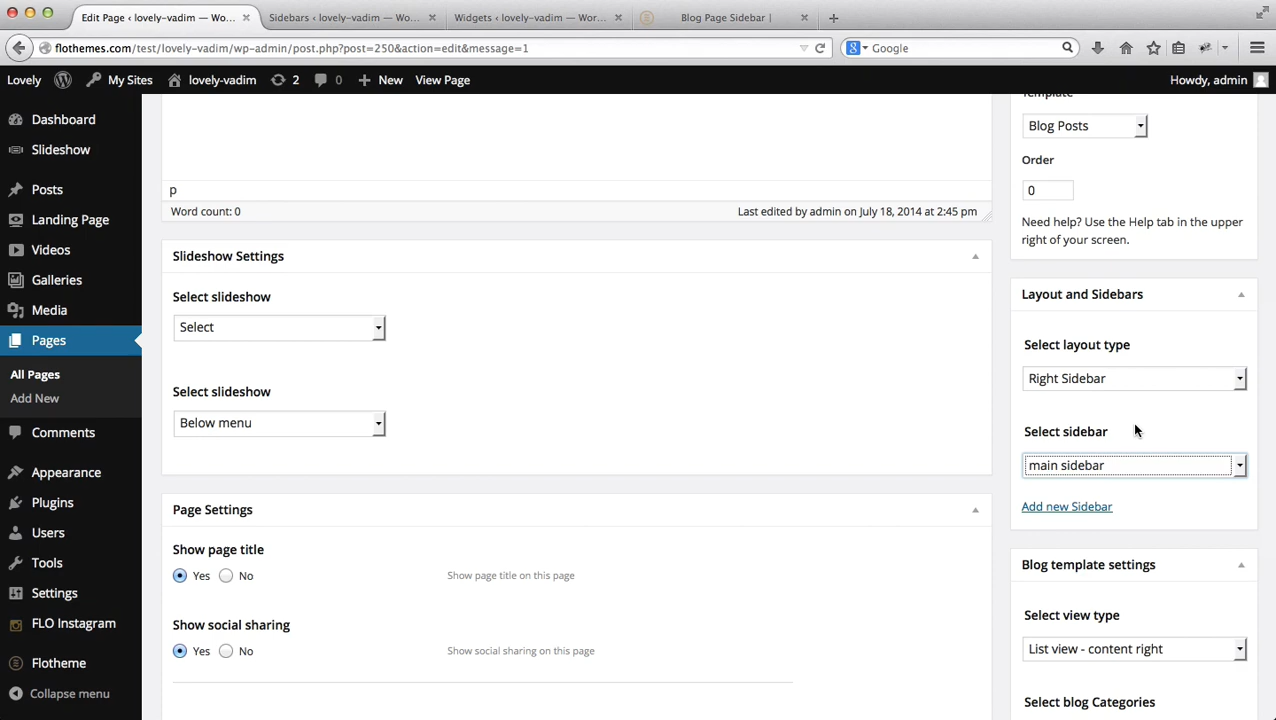 Edit Page ‹ lovely-vadim — Wo... × Sidebars ‹ lovely-vadim — Wo... × Widgets ‹ lovely-vadim — Wor... × Blog Page Sidebar | × +
flothemes.com/test/lovely-vadim/wp-admin/post.php?post=250&action=edit&message=1
Google
Lovely My Sites lovely-vadim 2 0 + New View Page Howdy, admin
Dashboard
Slideshow
Posts
Landing Page
Videos
Galleries
Media
Pages
All Pages
Add New
Comments
Appearance
Plugins
Users
Tools
Settings
FLO Instagram
Flotheme
Collapse menu
p
Word count: 0 Last edited by admin on July 18, 2014 at 2:45 pm
Slideshow Settings
Select slideshow
Select
Select slideshow
Below menu
Page Settings
Show page title
Yes No Show page title on this page
Show social sharing
Yes No Show social sharing on this page
Template
Blog Posts
Order
0
Need help? Use the Help tab in the upper
right of your screen.
Layout and Sidebars
Select layout type
Right Sidebar
Select sidebar
main sidebar
Add new Sidebar
Blog template settings
Select view type
List view - content right
Select blog Categories